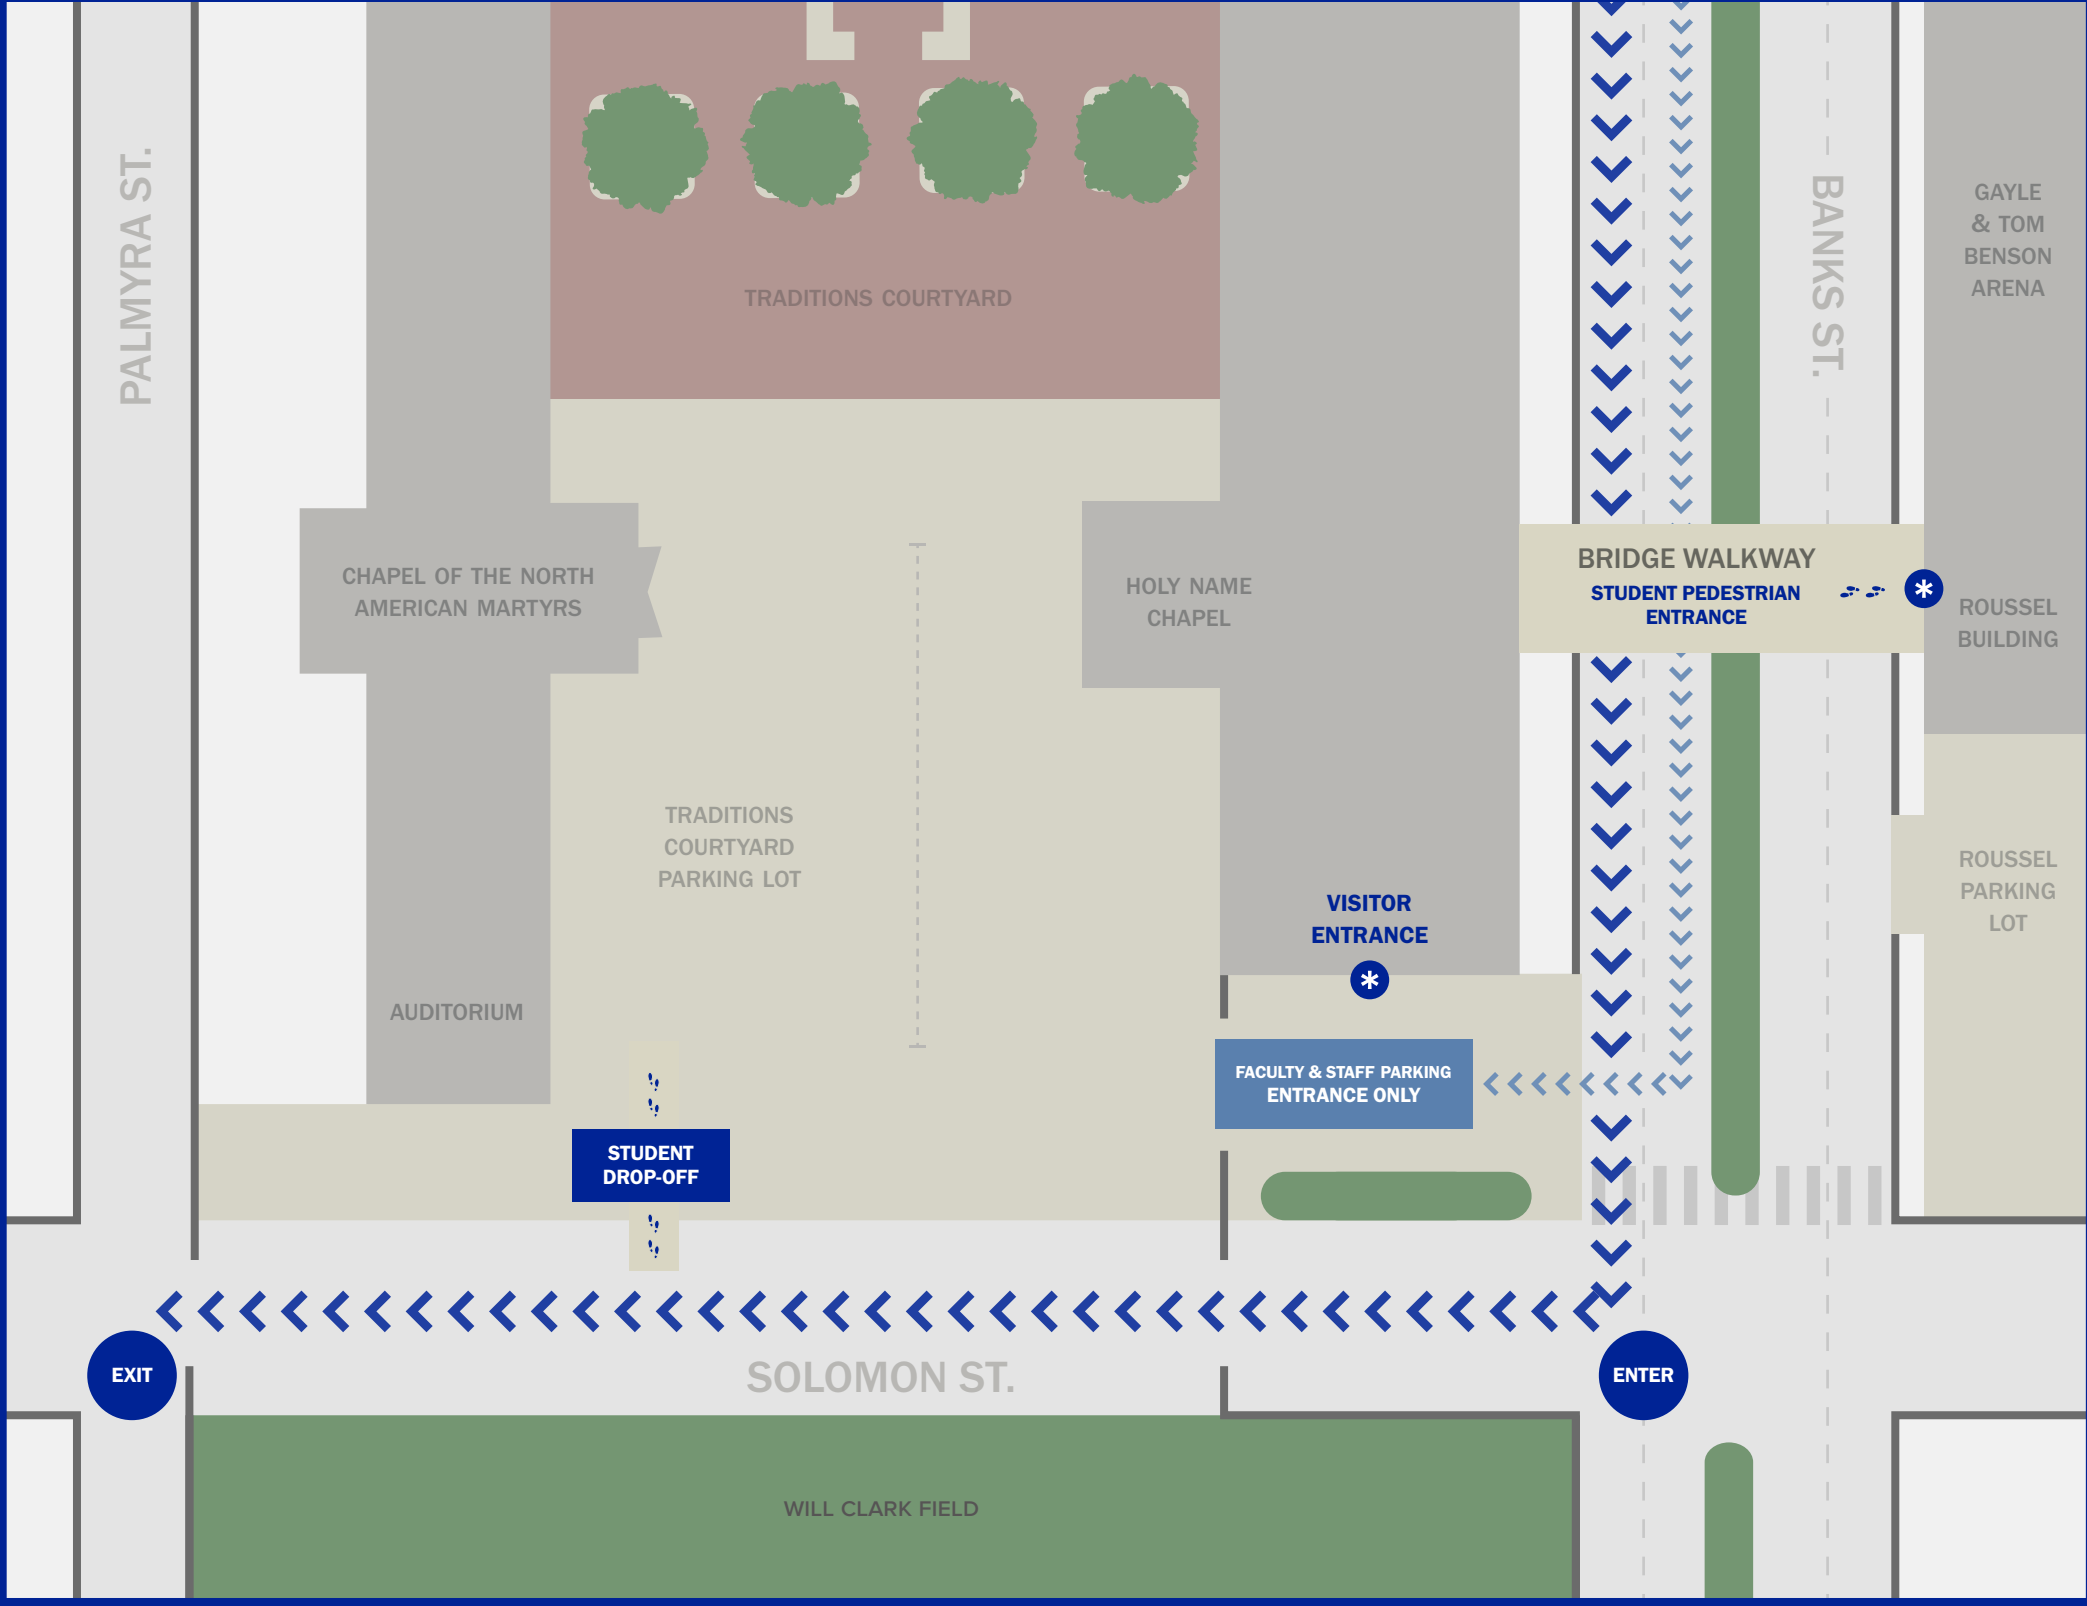 PALMYRA ST.
TRADITIONS COURTYARD
BANKS ST.
GAYLE
& TOM
BENSON
ARENA
CHAPEL OF THE NORTH
AMERICAN MARTYRS
HOLY NAME
CHAPEL
BRIDGE WALKWAY
STUDENT PEDESTRIAN
ENTRANCE
*
ROUSSEL
BUILDING
TRADITIONS
COURTYARD
PARKING LOT
VISITOR
ENTRANCE
*
ROUSSEL
PARKING
LOT
AUDITORIUM
FACULTY & STAFF PARKING
ENTRANCE ONLY
STUDENT
DROP-OFF
EXIT
SOLOMON ST.
ENTER
WILL CLARK FIELD